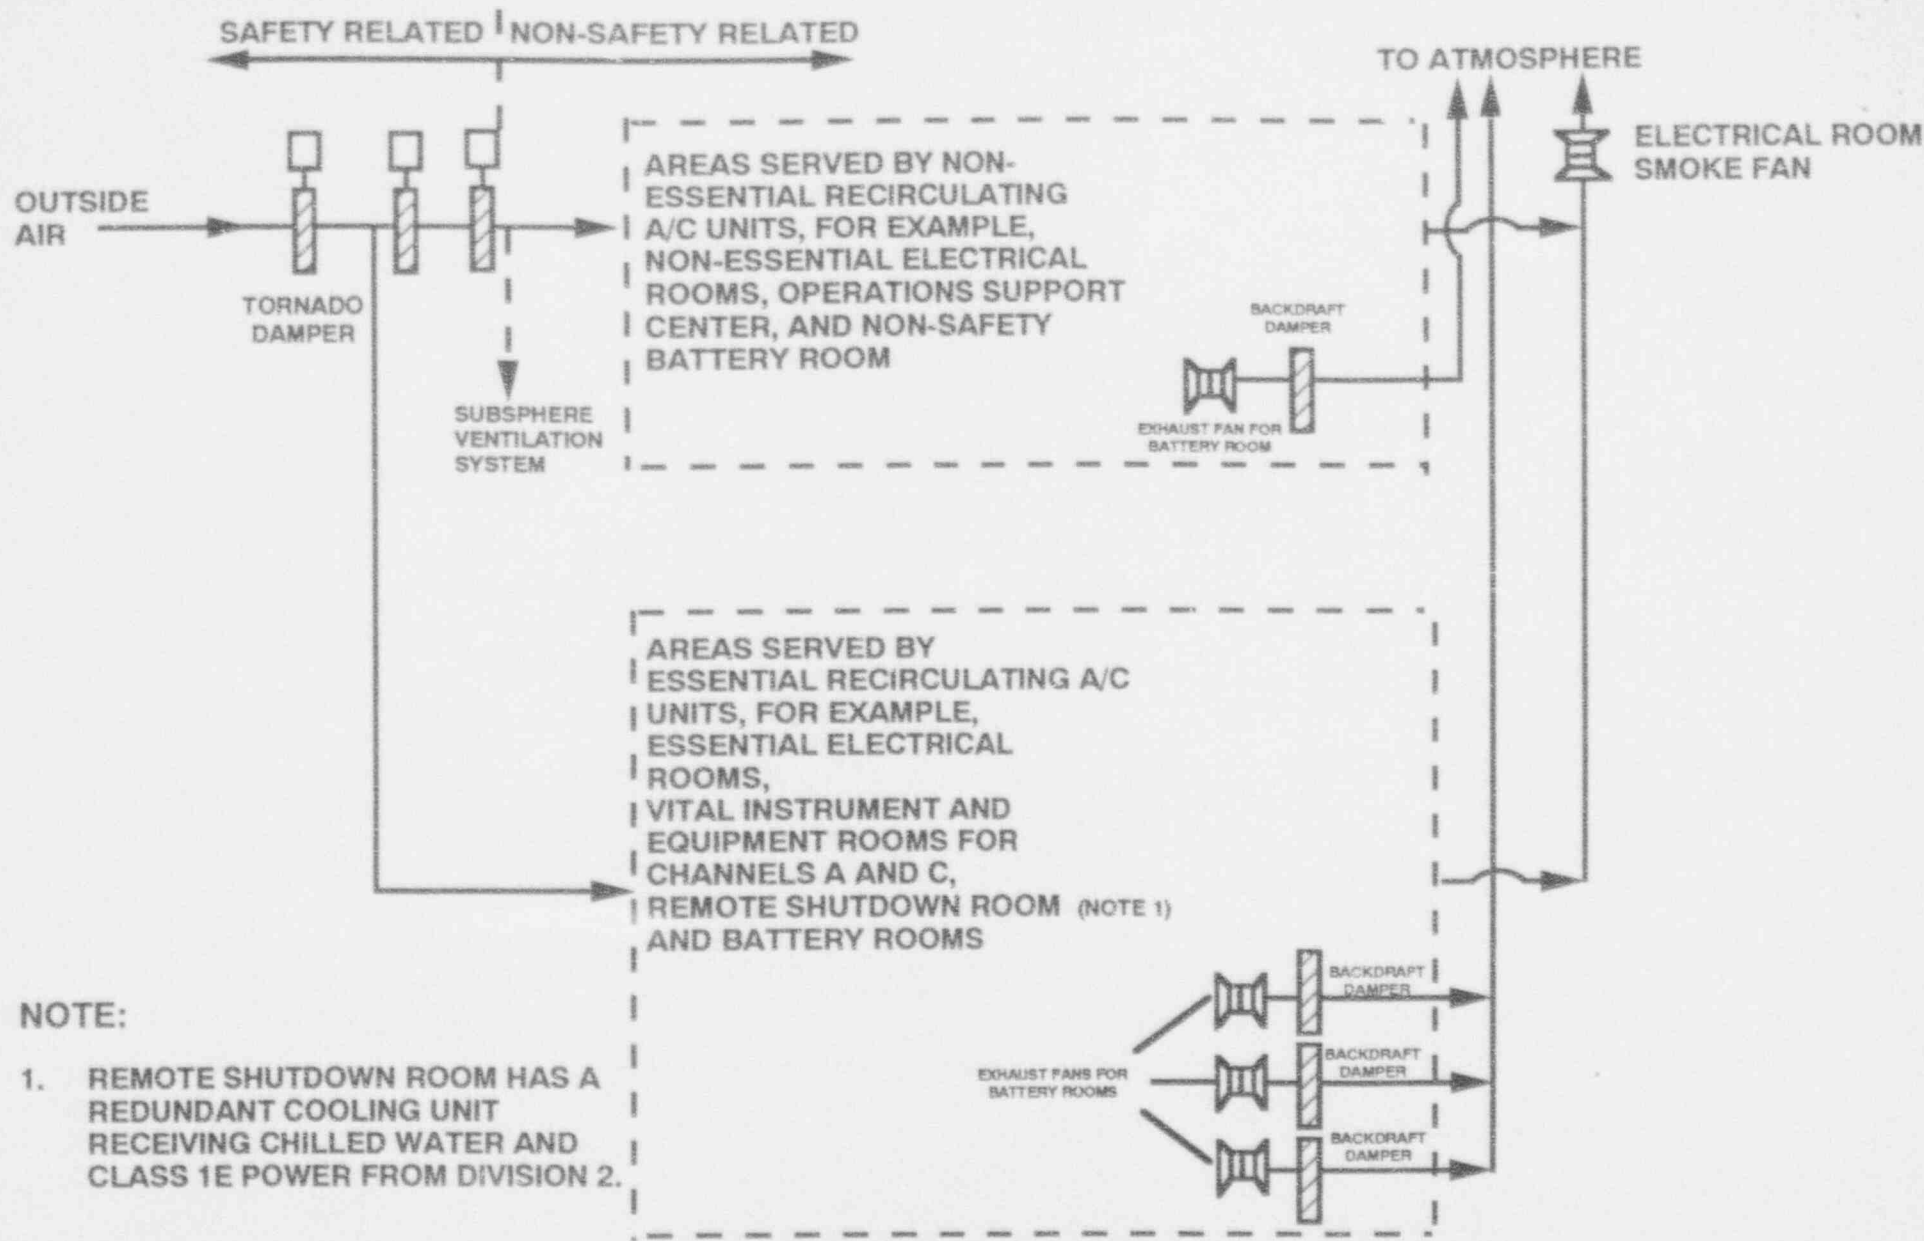 SAFETY RELATED
NON-SAFETY RELATED
TO ATMOSPHERE
ELECTRICAL ROOM
SMOKE FAN
OUTSIDE
AIR
TORNADO
DAMPER
SUBSPHERE
VENTILATION
SYSTEM
AREAS SERVED BY NON-
ESSENTIAL RECIRCULATING
A/C UNITS, FOR EXAMPLE,
NON-ESSENTIAL ELECTRICAL
ROOMS, OPERATIONS SUPPORT
CENTER, AND NON-SAFETY
BATTERY ROOM
BACKDRAFT
DAMPER
EXHAUST FAN FOR
BATTERY ROOM
AREAS SERVED BY
ESSENTIAL RECIRCULATING A/C
UNITS, FOR EXAMPLE,
ESSENTIAL ELECTRICAL
ROOMS,
VITAL INSTRUMENT AND
EQUIPMENT ROOMS FOR
CHANNELS A AND C,
REMOTE SHUTDOWN ROOM (NOTE 1)
AND BATTERY ROOMS
BACKDRAFT
DAMPER
BACKDRAFT
DAMPER
BACKDRAFT
DAMPER
EXHAUST FANS FOR
BATTERY ROOMS
NOTE:
1. REMOTE SHUTDOWN ROOM HAS A
REDUNDANT COOLING UNIT
RECEIVING CHILLED WATER AND
CLASS 1E POWER FROM DIVISION 2.